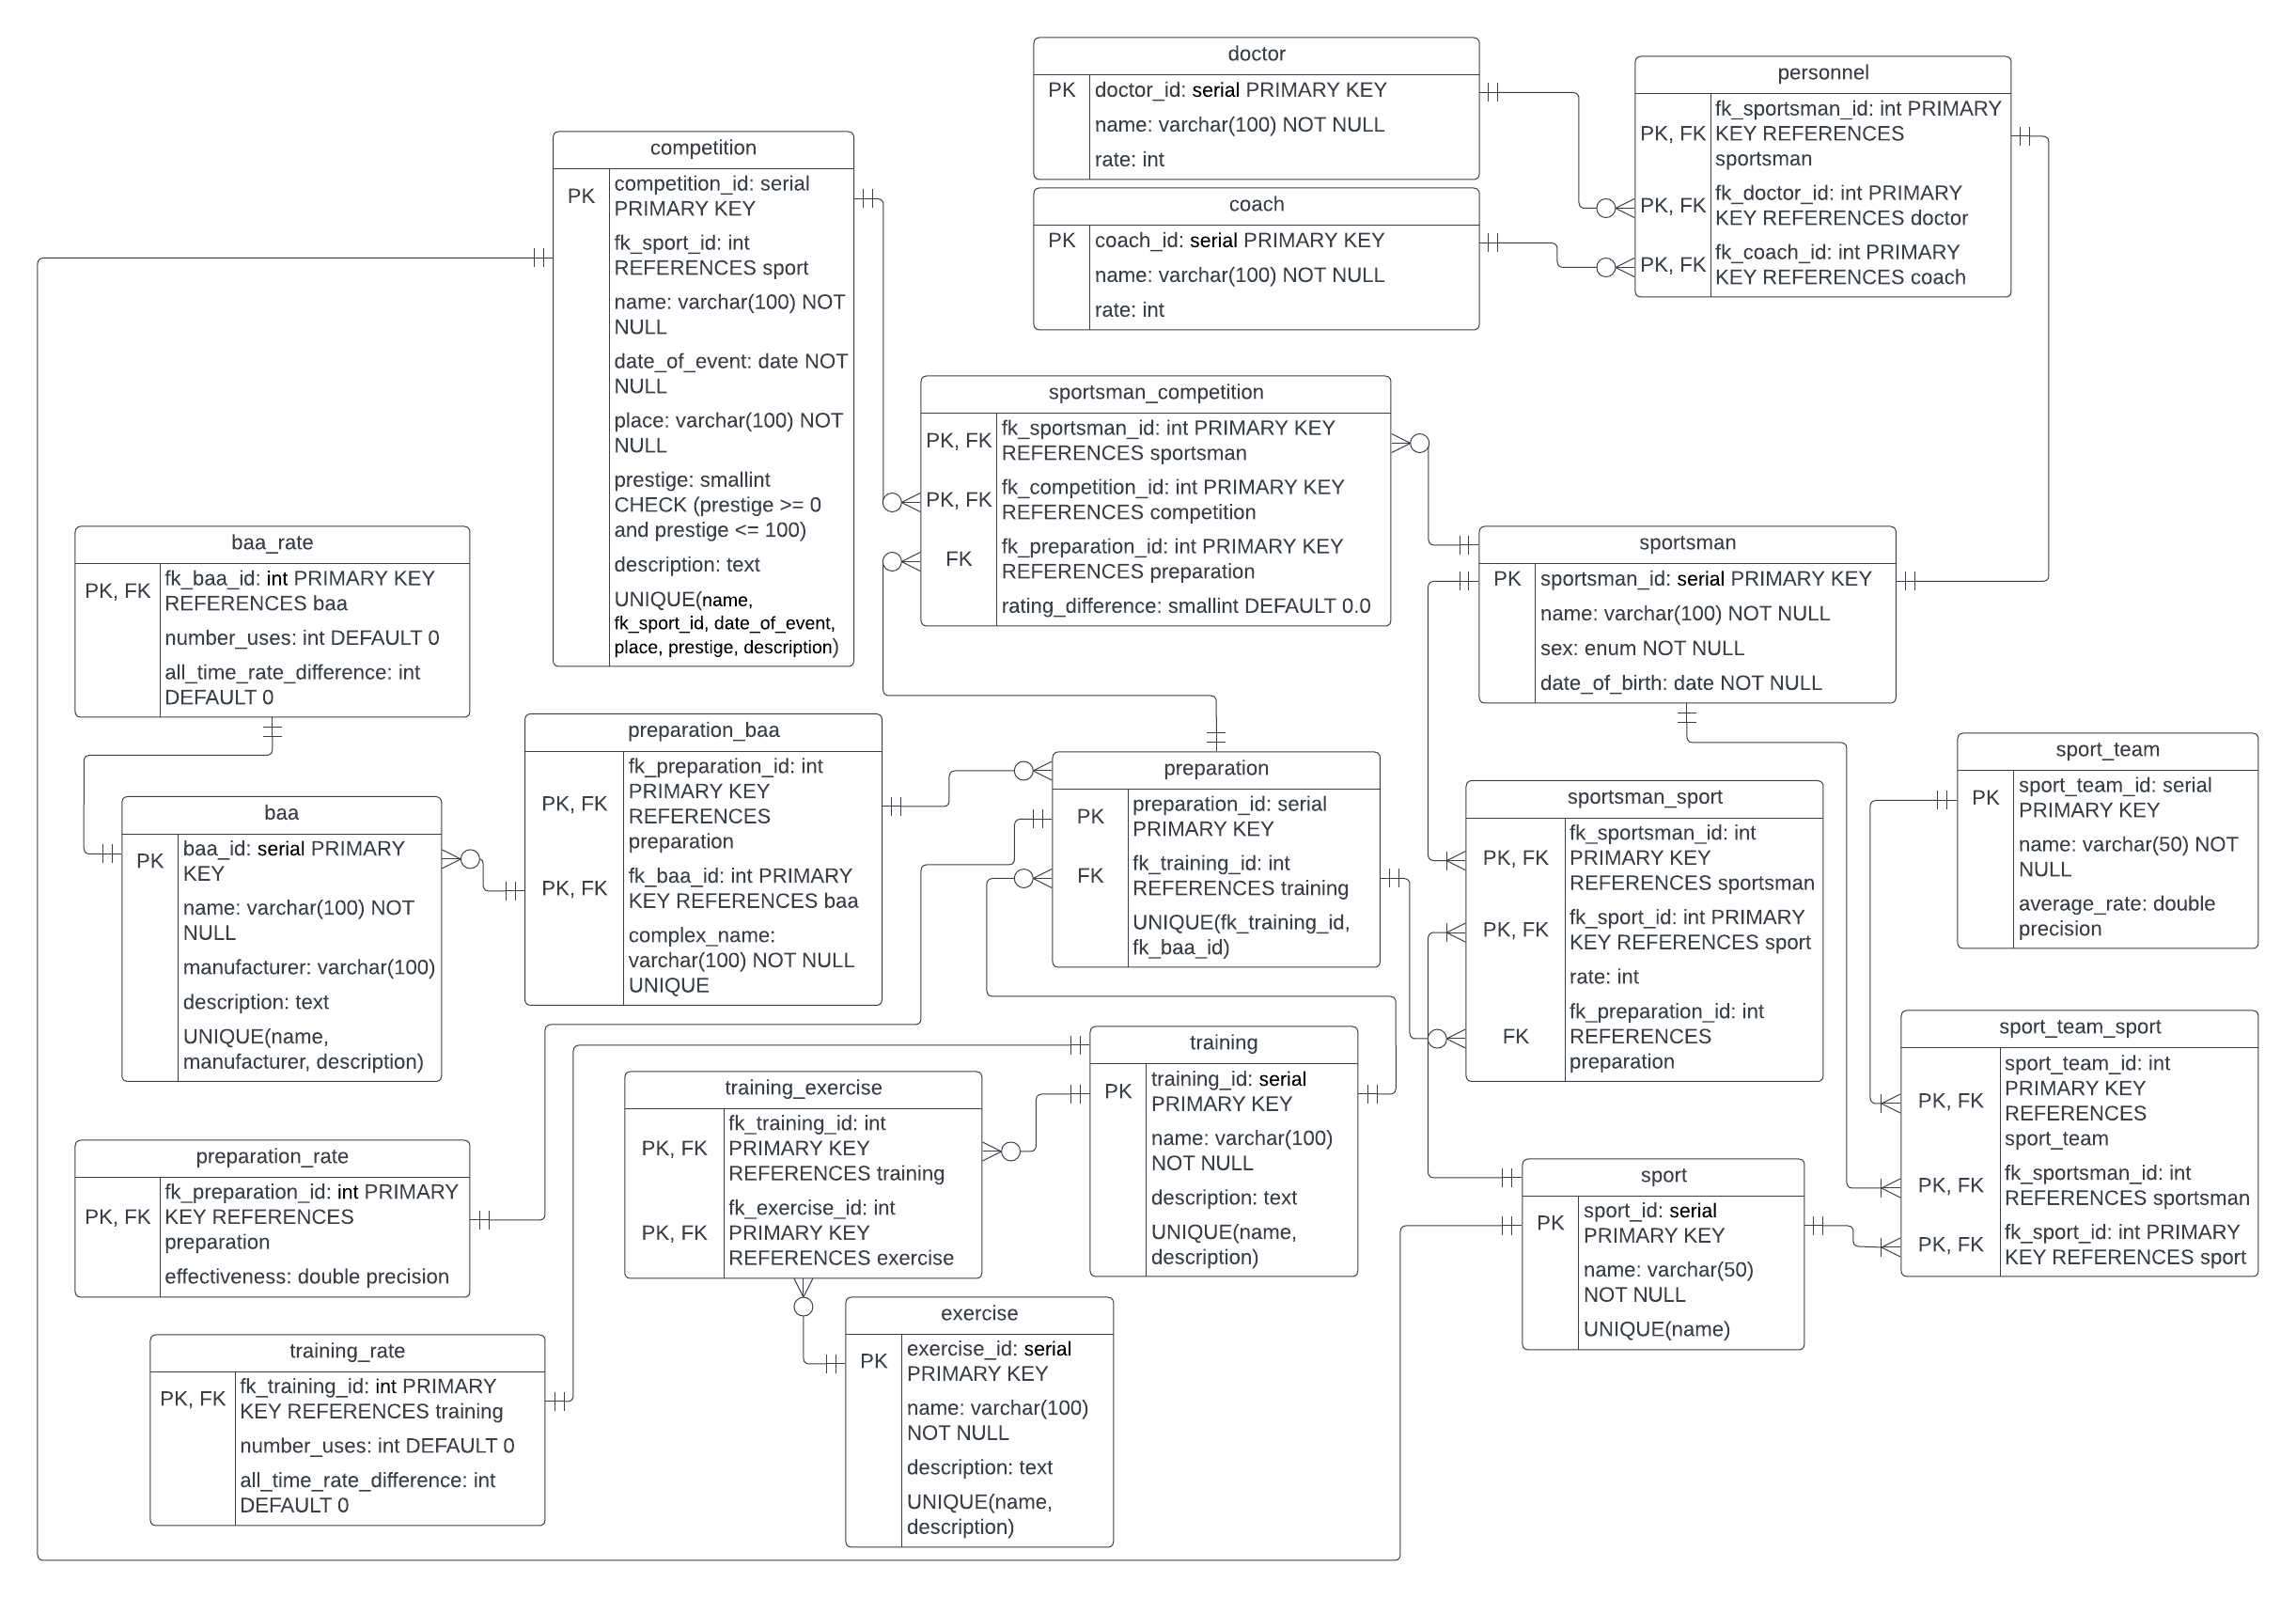 doctor
PK
doctor_id: serial PRIMARY KEY
name: varchar(100) NOT NULL
rate: int
personnel
PK, FK
fk_sportsman_id: int PRIMARY
KEY REFERENCES
sportsman
PK, FK
fk_doctor_id: int PRIMARY
KEY REFERENCES doctor
PK, FK
fk_coach_id: int PRIMARY
KEY REFERENCES coach
competition
PK
competition_id: serial
PRIMARY KEY
fk_sport_id: int
REFERENCES sport
name: varchar(100) NOT
NULL
date_of_event: date NOT
NULL
place: varchar(100) NOT
NULL
prestige: smallint
CHECK (prestige >= 0
and prestige <= 100)
description: text
UNIQUE(name,
fk_sport_id, date_of_event,
place, prestige, description)
coach
PK
coach_id: serial PRIMARY KEY
name: varchar(100) NOT NULL
rate: int
sportsman_competition
PK, FK
fk_sportsman_id: int PRIMARY KEY
REFERENCES sportsman
PK, FK
fk_competition_id: int PRIMARY KEY
REFERENCES competition
FK
fk_preparation_id: int PRIMARY KEY
REFERENCES preparation
rating_difference: smallint DEFAULT 0.0
baa_rate
PK, FK
fk_baa_id: int PRIMARY KEY
REFERENCES baa
number_uses: int DEFAULT 0
all_time_rate_difference: int
DEFAULT 0
sportsman
PK
sportsman_id: serial PRIMARY KEY
name: varchar(100) NOT NULL
sex: enum NOT NULL
date_of_birth: date NOT NULL
preparation_baa
PK, FK
fk_preparation_id: int
PRIMARY KEY
REFERENCES
preparation
PK, FK
fk_baa_id: int PRIMARY
KEY REFERENCES baa
complex_name:
varchar(100) NOT NULL
UNIQUE
preparation
PK
preparation_id: serial
PRIMARY KEY
FK
fk_training_id: int
REFERENCES training
UNIQUE(fk_training_id,
fk_baa_id)
sport_team
PK
sport_team_id: serial
PRIMARY KEY
name: varchar(50) NOT
NULL
average_rate: double
precision
baa
PK
baa_id: serial PRIMARY
KEY
name: varchar(100) NOT
NULL
manufacturer: varchar(100)
description: text
UNIQUE(name,
manufacturer, description)
sportsman_sport
PK, FK
fk_sportsman_id: int
PRIMARY KEY
REFERENCES sportsman
PK, FK
fk_sport_id: int PRIMARY
KEY REFERENCES sport
rate: int
FK
fk_preparation_id: int
REFERENCES
preparation
sport_team_sport
PK, FK
sport_team_id: int
PRIMARY KEY
REFERENCES
sport_team
PK, FK
fk_sportsman_id: int
REFERENCES sportsman
PK, FK
fk_sport_id: int PRIMARY
KEY REFERENCES sport
training
PK
training_id: serial
PRIMARY KEY
name: varchar(100)
NOT NULL
description: text
UNIQUE(name,
description)
training_exercise
PK, FK
fk_training_id: int
PRIMARY KEY
REFERENCES training
PK, FK
fk_exercise_id: int
PRIMARY KEY
REFERENCES exercise
preparation_rate
PK, FK
fk_preparation_id: int PRIMARY
KEY REFERENCES
preparation
effectiveness: double precision
sport
PK
sport_id: serial
PRIMARY KEY
name: varchar(50)
NOT NULL
UNIQUE(name)
exercise
PK
exercise_id: serial
PRIMARY KEY
name: varchar(100)
NOT NULL
description: text
UNIQUE(name,
description)
training_rate
PK, FK
fk_training_id: int PRIMARY
KEY REFERENCES training
number_uses: int DEFAULT 0
all_time_rate_difference: int
DEFAULT 0